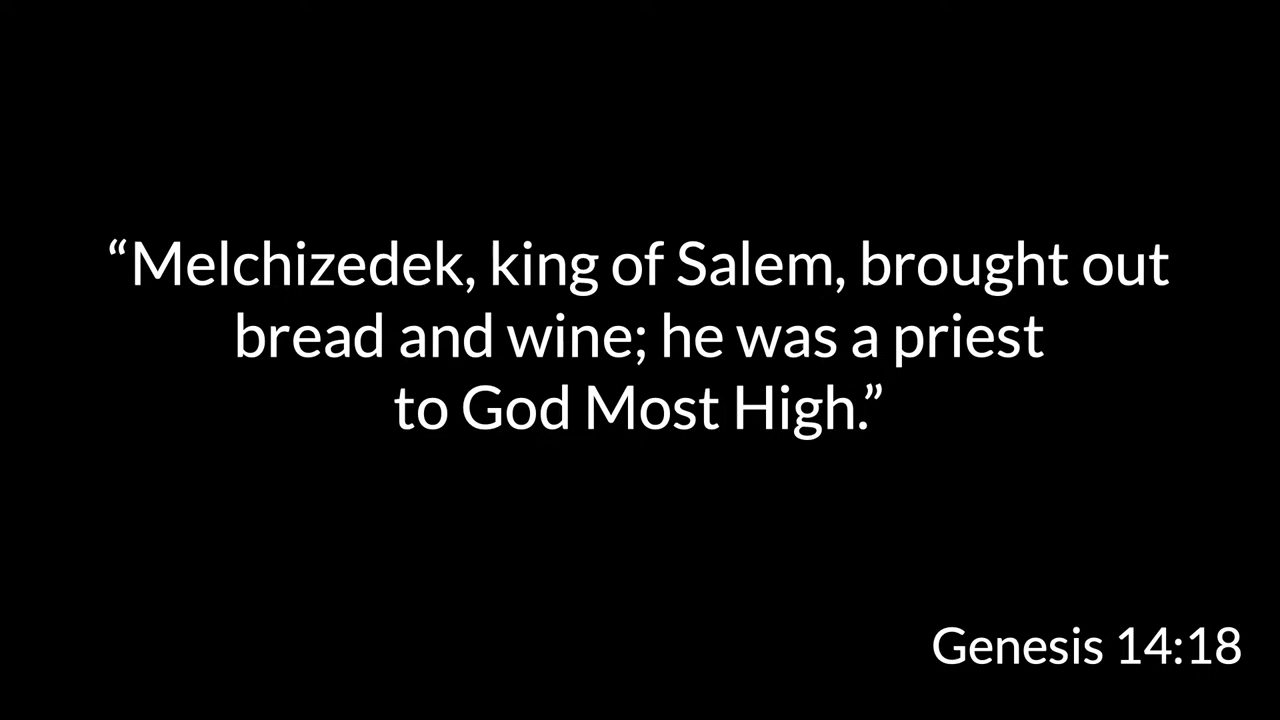 “Melchizedek, king of Salem, brought out
bread and wine; he was a priest
to God Most High.”
Genesis 14:18